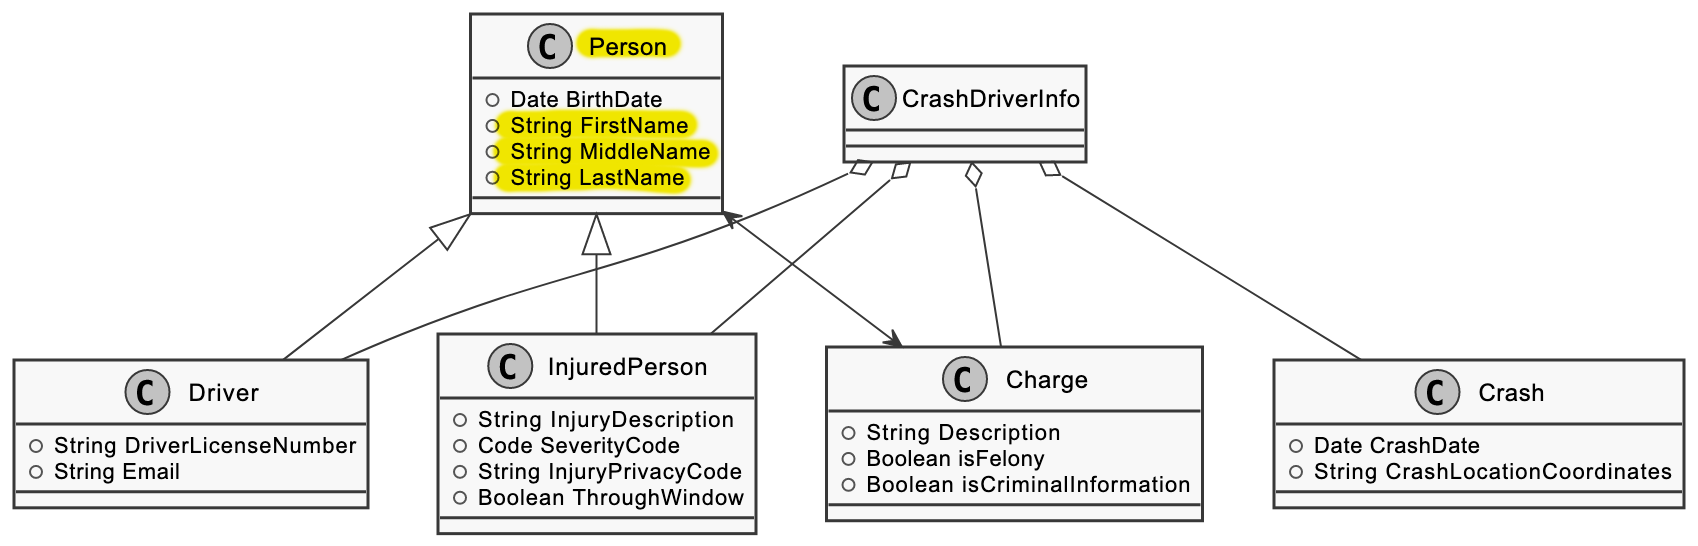 C Person
Date BirthDate
String FirstName
String MiddleName
String LastName
C CrashDriverInfo
C Driver
String DriverLicenseNumber
String Email
C InjuredPerson
String InjuryDescription
Code SeverityCode
String InjuryPrivacyCode
Boolean ThroughWindow
C Charge
String Description
Boolean isFelony
Boolean isCriminalInformation
C Crash
Date CrashDate
String CrashLocationCoordinates